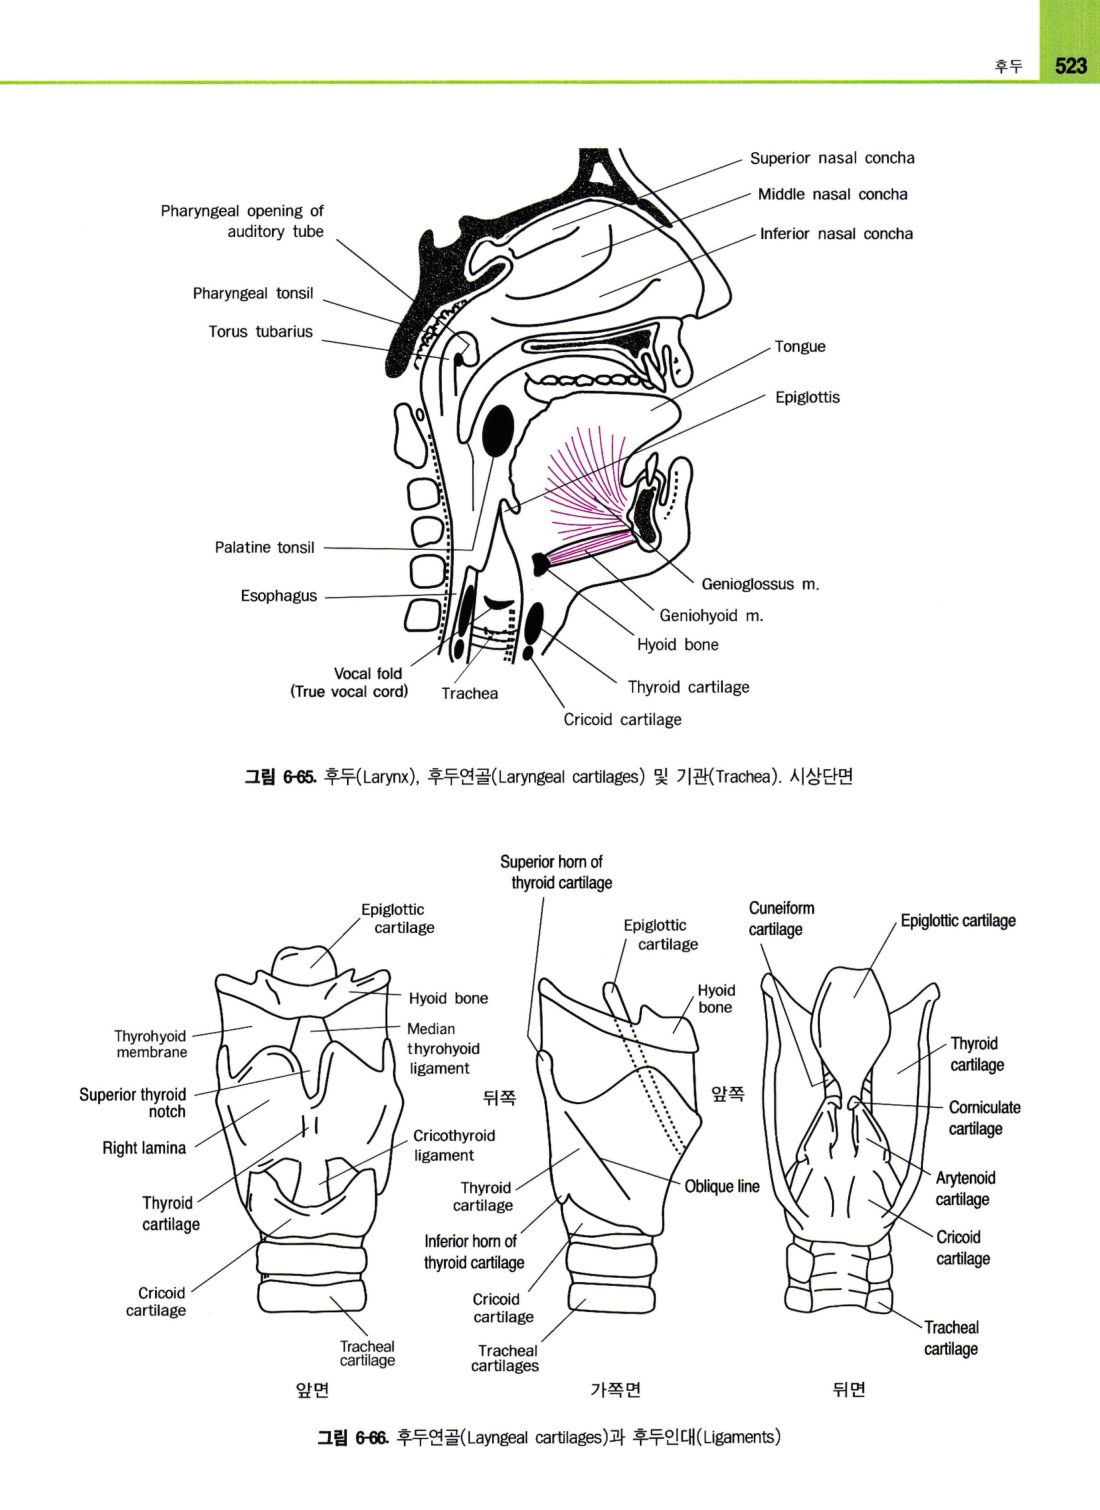 후두 523
Superior nasal concha
Middle nasal concha
Inferior nasal concha
Pharyngeal opening of
auditory tube
Pharyngeal tonsil
Torus tubarius
Tongue
Epiglottis
Palatine tonsil
Esophagus
Genioglossus m.
Geniohyoid m.
Hyoid bone
Vocal fold
(True vocal cord)
Trachea
Thyroid cartilage
Cricoid cartilage
그림 6-65. 후두(Larynx), 후두연골(Laryngeal cartilages) 및 기관(Trachea). 시상단면
Epiglottic
cartilage
Hyoid bone
Thyrohyoid
membrane
Median
thyrohyoid
ligament
Superior thyroid
notch
Right lamina
Cricothyroid
ligament
Thyroid
cartilage
Cricoid
cartilage
Tracheal
cartilage
앞면
Superior horn of
thyroid cartilage
Epiglottic
cartilage
Hyoid
bone
뒤쪽
앞쪽
Thyroid
cartilage
Oblique line
Inferior horn of
thyroid cartilage
Cricoid
cartilage
Tracheal
cartilages
가쪽면
Cuneiform
cartilage
Epiglottic cartilage
Thyroid
cartilage
Corniculate
cartilage
Arytenoid
cartilage
Cricoid
cartilage
Tracheal
cartilage
뒤면
그림 6-66. 후두연골(Layngeal cartilages)과 후두인대(Ligaments)